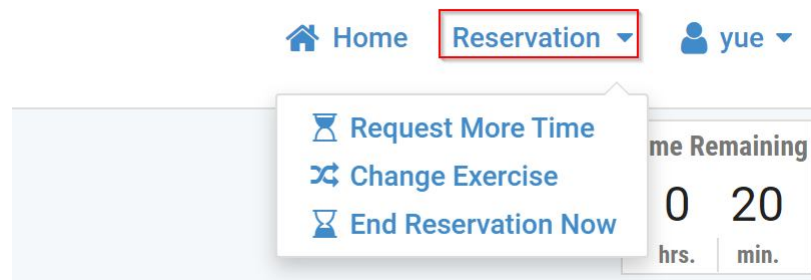 Home Reservation yue
Request More Time
me Remaining
Change Exercise
0 20
End Reservation Now
hrs. min.